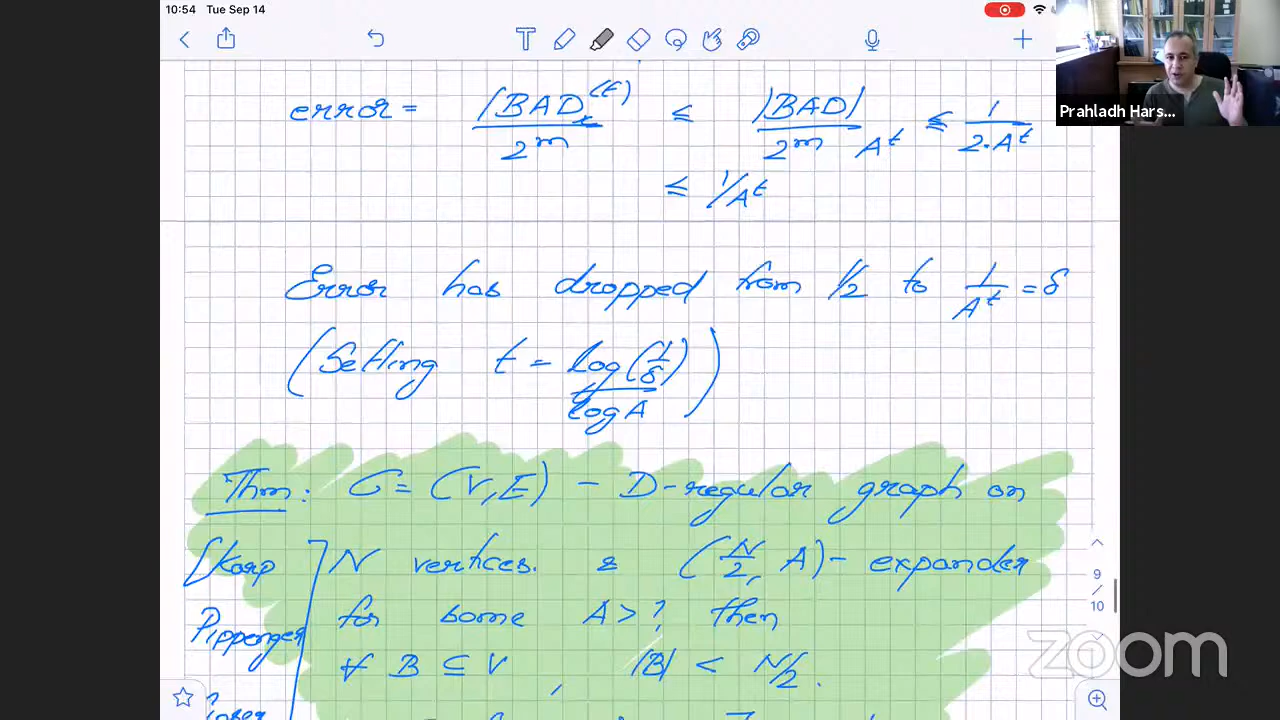 10:54 Tue Sep 14
Prahladh Hars...
error = |BAD_t^(t)| / 2^m ≤ |BAD| / 2^m A^t ≤ 1 / 2·A^t
≤ 1/A^t
Error has dropped from 1/2 to 1/A^t = δ
(Setting t = log(1/δ) / log A)
Thm: G = (V, E) - D-regular graph on
[Karp N vertices. & (N/2, A) - expander
Pippenger for some A > ? then
∀ B ⊆ V, |B| < N/2.
9 / 10
zoom